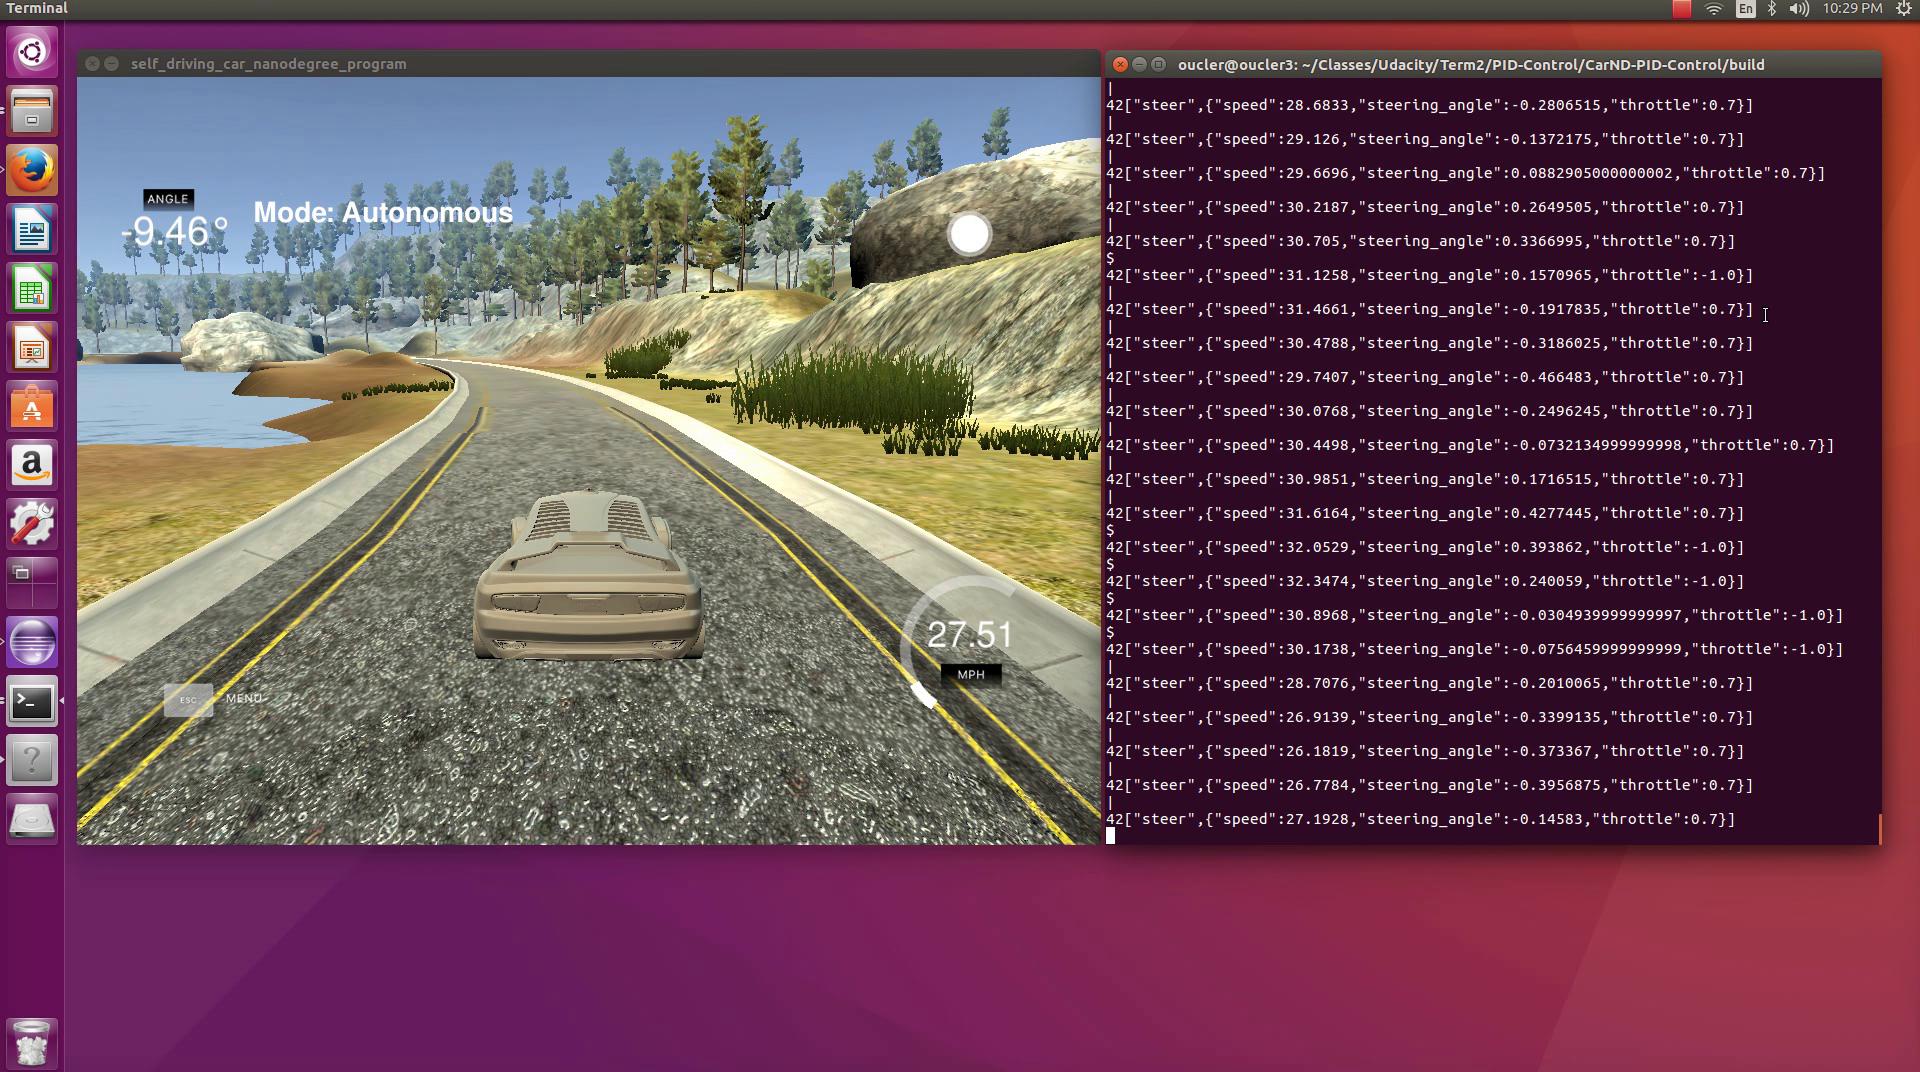 Terminal
En
10:29 PM
self_driving_car_nanodegree_program
ANGLE
-9.46°
Mode: Autonomous
27.51
MPH
ESC
MENU
a
oucler@oucler3: ~/Classes/Udacity/Term2/PID-Control/CarND-PID-Control/build
|
42["steer",{"speed":28.6833,"steering_angle":-0.2806515,"throttle":0.7}]
|
42["steer",{"speed":29.126,"steering_angle":-0.1372175,"throttle":0.7}]
|
42["steer",{"speed":29.6696,"steering_angle":0.0882905000000002,"throttle":0.7}]
|
42["steer",{"speed":30.2187,"steering_angle":0.2649505,"throttle":0.7}]
|
42["steer",{"speed":30.705,"steering_angle":0.3366995,"throttle":0.7}]
$
42["steer",{"speed":31.1258,"steering_angle":0.1570965,"throttle":-1.0}]
|
42["steer",{"speed":31.4661,"steering_angle":-0.1917835,"throttle":0.7}]
|
42["steer",{"speed":30.4788,"steering_angle":-0.3186025,"throttle":0.7}]
|
42["steer",{"speed":29.7407,"steering_angle":-0.466483,"throttle":0.7}]
|
42["steer",{"speed":30.0768,"steering_angle":-0.2496245,"throttle":0.7}]
|
42["steer",{"speed":30.4498,"steering_angle":-0.0732134999999998,"throttle":0.7}]
|
42["steer",{"speed":30.9851,"steering_angle":0.1716515,"throttle":0.7}]
|
42["steer",{"speed":31.6164,"steering_angle":0.4277445,"throttle":0.7}]
$
42["steer",{"speed":32.0529,"steering_angle":0.393862,"throttle":-1.0}]
$
42["steer",{"speed":32.3474,"steering_angle":0.240059,"throttle":-1.0}]
$
42["steer",{"speed":30.8968,"steering_angle":-0.0304939999999997,"throttle":-1.0}]
$
42["steer",{"speed":30.1738,"steering_angle":-0.0756459999999999,"throttle":-1.0}]
|
42["steer",{"speed":28.7076,"steering_angle":-0.2010065,"throttle":0.7}]
|
42["steer",{"speed":26.9139,"steering_angle":-0.3399135,"throttle":0.7}]
|
42["steer",{"speed":26.1819,"steering_angle":-0.373367,"throttle":0.7}]
|
42["steer",{"speed":26.7784,"steering_angle":-0.3956875,"throttle":0.7}]
|
42["steer",{"speed":27.1928,"steering_angle":-0.14583,"throttle":0.7}]